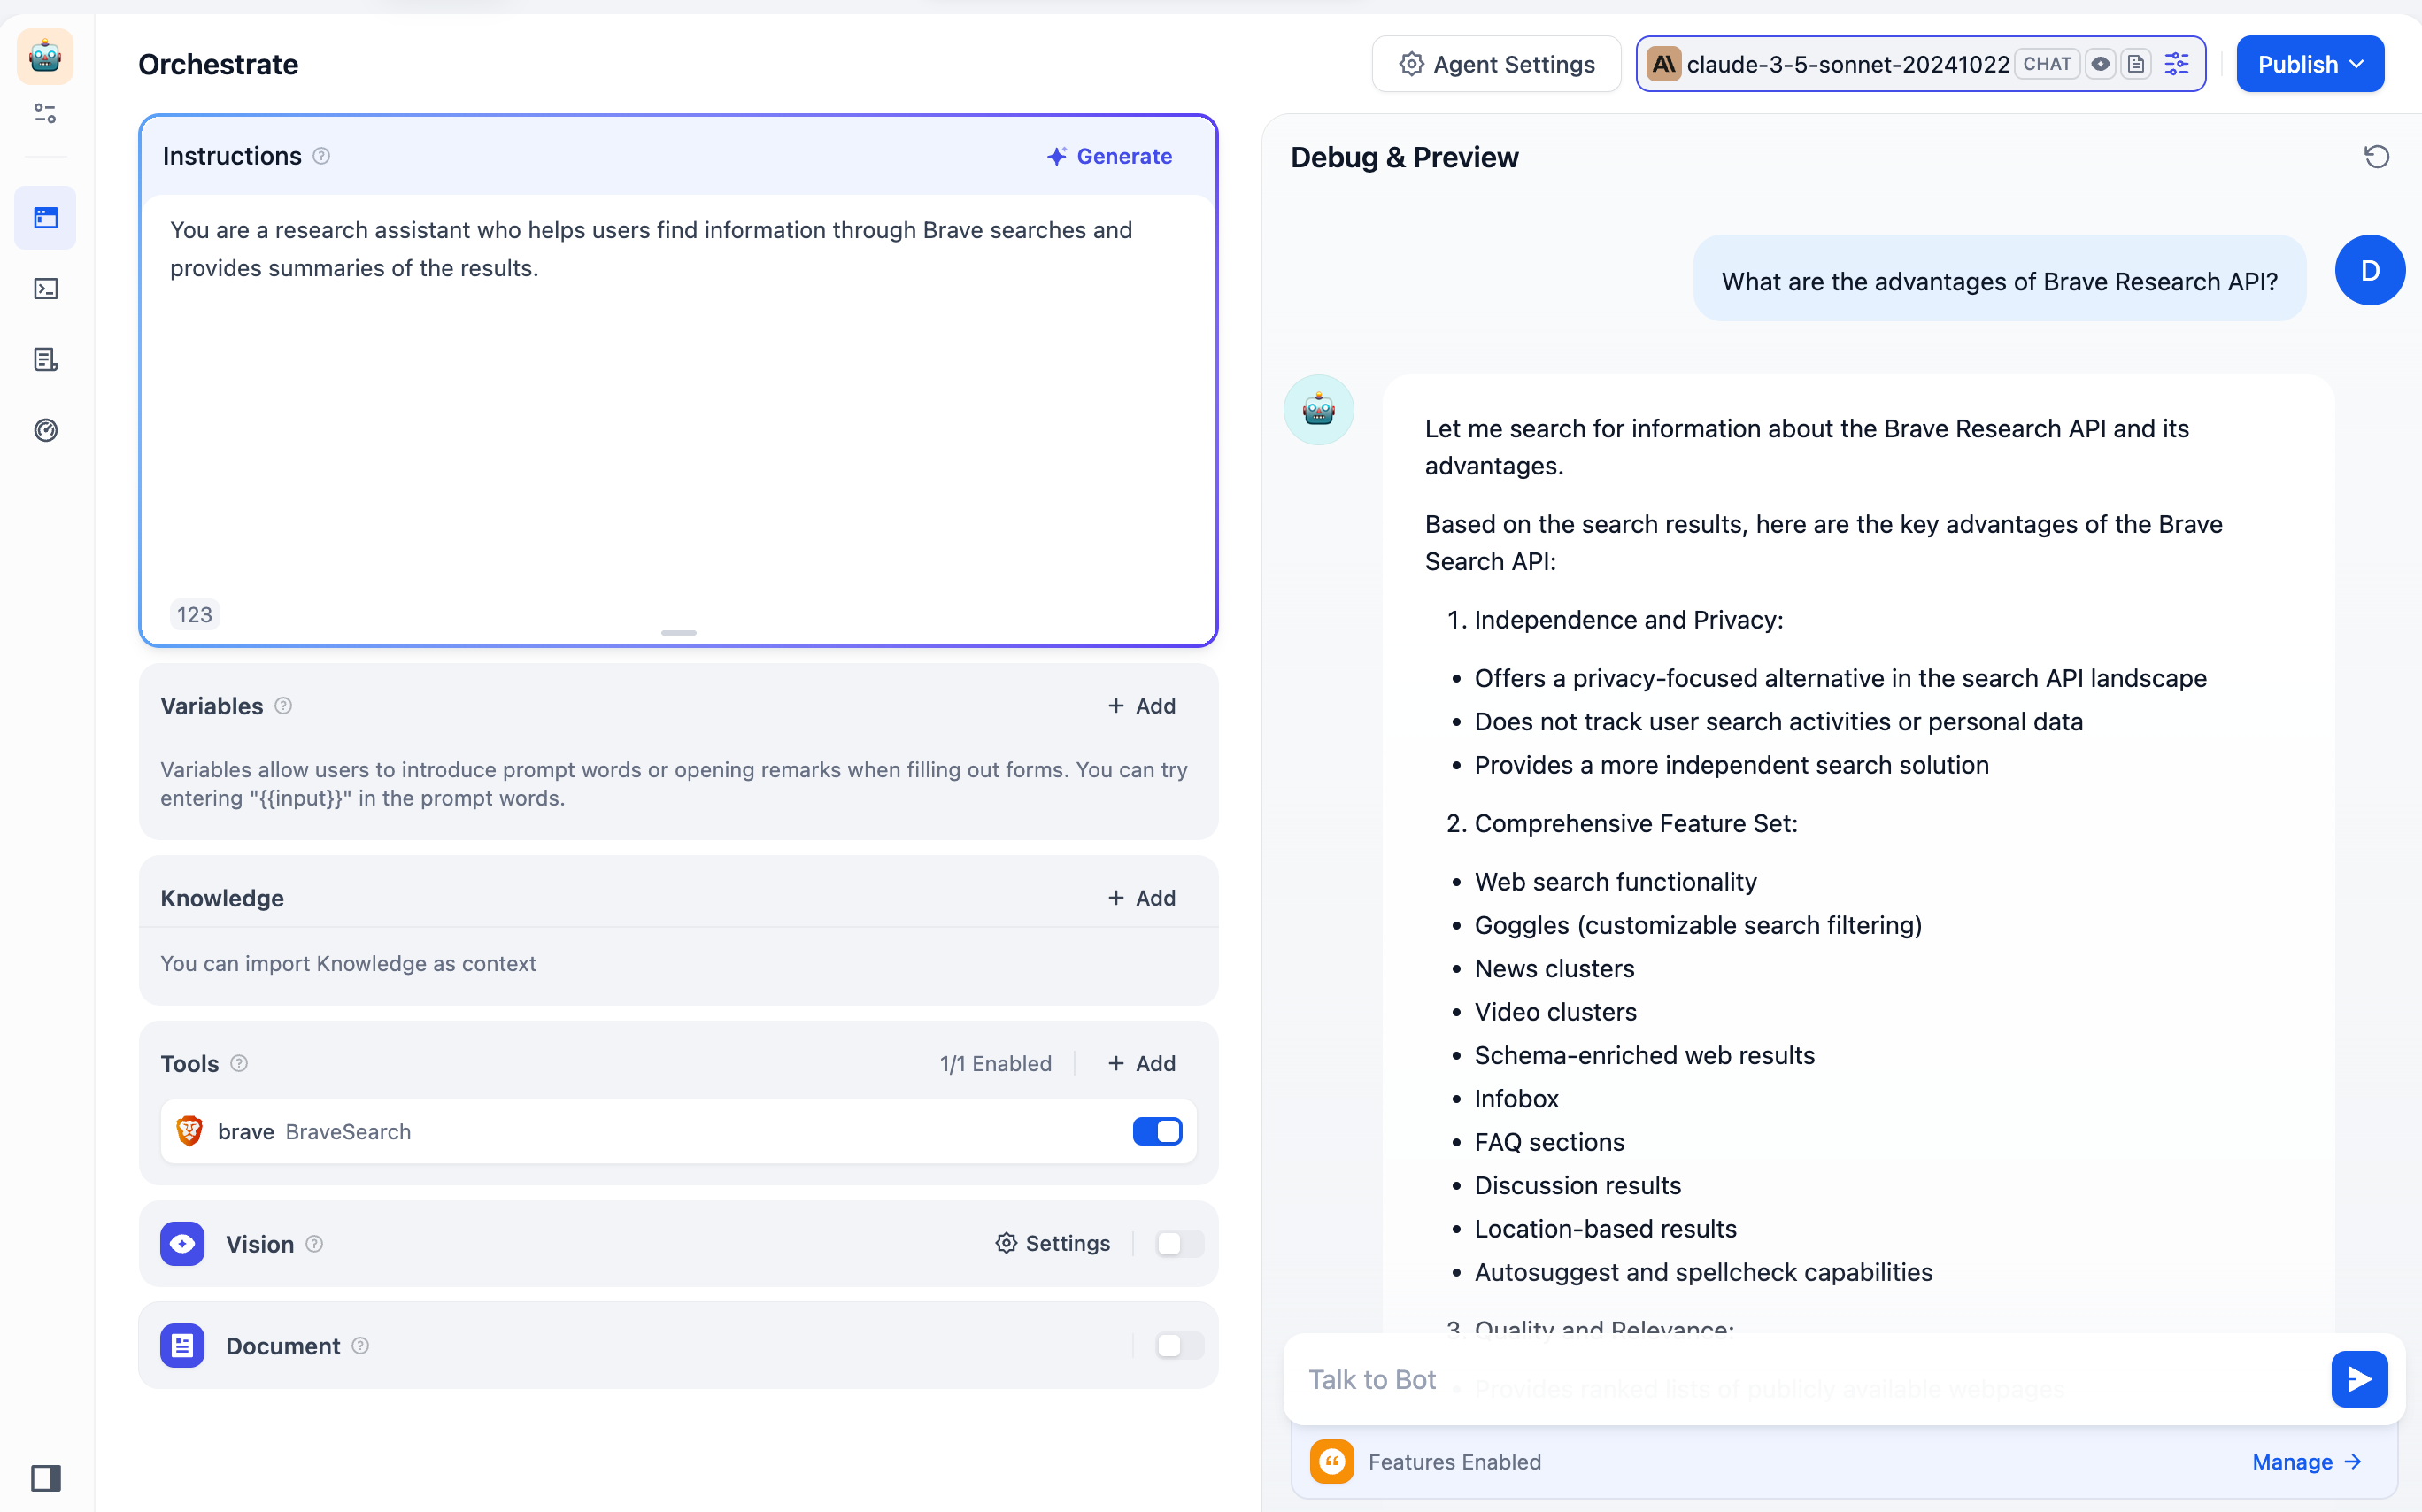 Orchestrate
Agent Settings
claude-3-5-sonnet-20241022 CHAT
Publish
Instructions
Generate
You are a research assistant who helps users find information through Brave searches and
provides summaries of the results.
123
Variables
+ Add
Variables allow users to introduce prompt words or opening remarks when filling out forms. You can try
entering "{{input}}" in the prompt words.
Knowledge
+ Add
You can import Knowledge as context
Tools
1/1 Enabled
+ Add
brave BraveSearch
Vision
Settings
Document
Debug & Preview
What are the advantages of Brave Research API?
D
Let me search for information about the Brave Research API and its
advantages.
Based on the search results, here are the key advantages of the Brave
Search API:
1. Independence and Privacy:
• Offers a privacy-focused alternative in the search API landscape
• Does not track user search activities or personal data
• Provides a more independent search solution
2. Comprehensive Feature Set:
• Web search functionality
• Goggles (customizable search filtering)
• News clusters
• Video clusters
• Schema-enriched web results
• Infobox
• FAQ sections
• Discussion results
• Location-based results
• Autosuggest and spellcheck capabilities
3. Quality and Relevance:
• Provides ranked lists of publicly available webpages
Talk to Bot
Features Enabled
Manage →